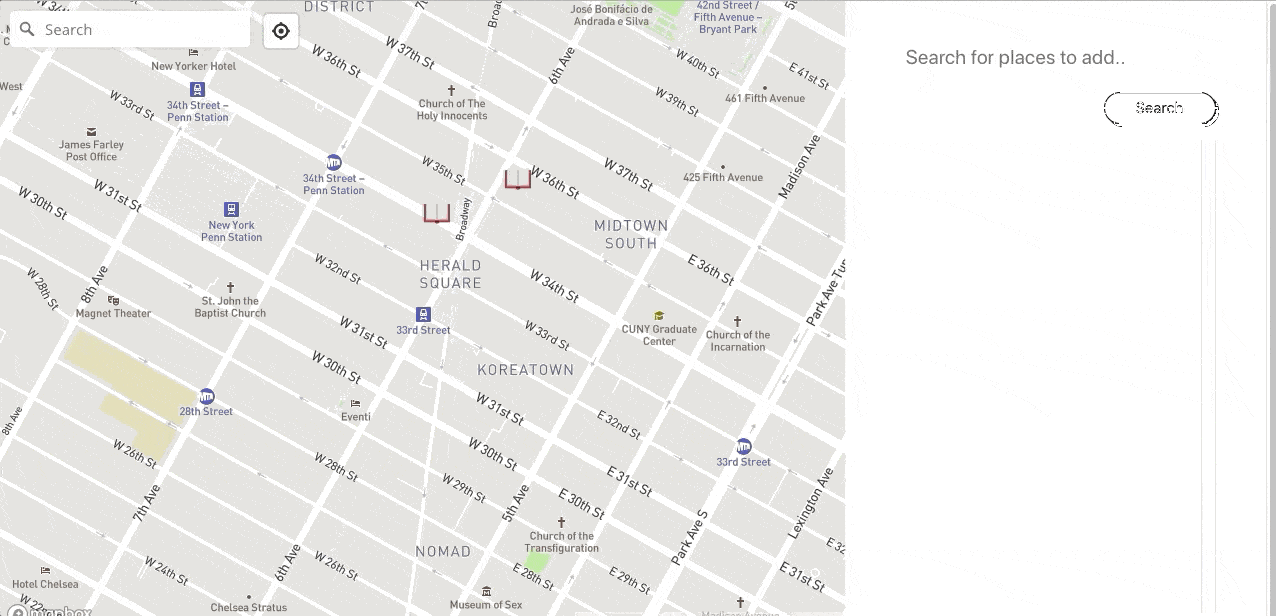 DISTRICT
José Bonifácio de
Andrada e Silva
42nd Street /
Fifth Avenue –
Bryant Park
Search
New Yorker Hotel
W 36th St
W 37th St
6th Ave
W 40th St
E 41st St
Search for places to add..
West
W 33rd St
34th Street –
Penn Station
Church of The
Holy Innocents
W 39th St
461 Fifth Avenue
Search
James Farley
Post Office
34th Street –
Penn Station
W 35th St
W 36th St
W 37th St
425 Fifth Avenue
Madison Ave
W 30th St
W 31st St
New York
Penn Station
Broadway
MIDTOWN
SOUTH
W 28th St
8th Ave
W 32nd St
HERALD
SQUARE
W 34th St
E 36th St
Park Ave Tu
Magnet Theater
St. John the
Baptist Church
33rd Street
W 31st St
W 33rd St
CUNY Graduate
Center
Church of the
Incarnation
W 30th St
KOREATOWN
28th Street
8th Ave
Eventi
W 31st St
E 32nd St
W 26th St
W 28th St
W 30th St
33rd Street
7th Ave
W 29th St
5th Ave
E 31st St
E 30th St
Lexington Ave
Park Ave S
Church of the
Transfiguration
NOMAD
6th Ave
W 24th St
W 26th St
E 28th St
E 29th St
E 31st St
E 32
Hotel Chelsea
Chelsea Stratus
Museum of Sex
mapbox